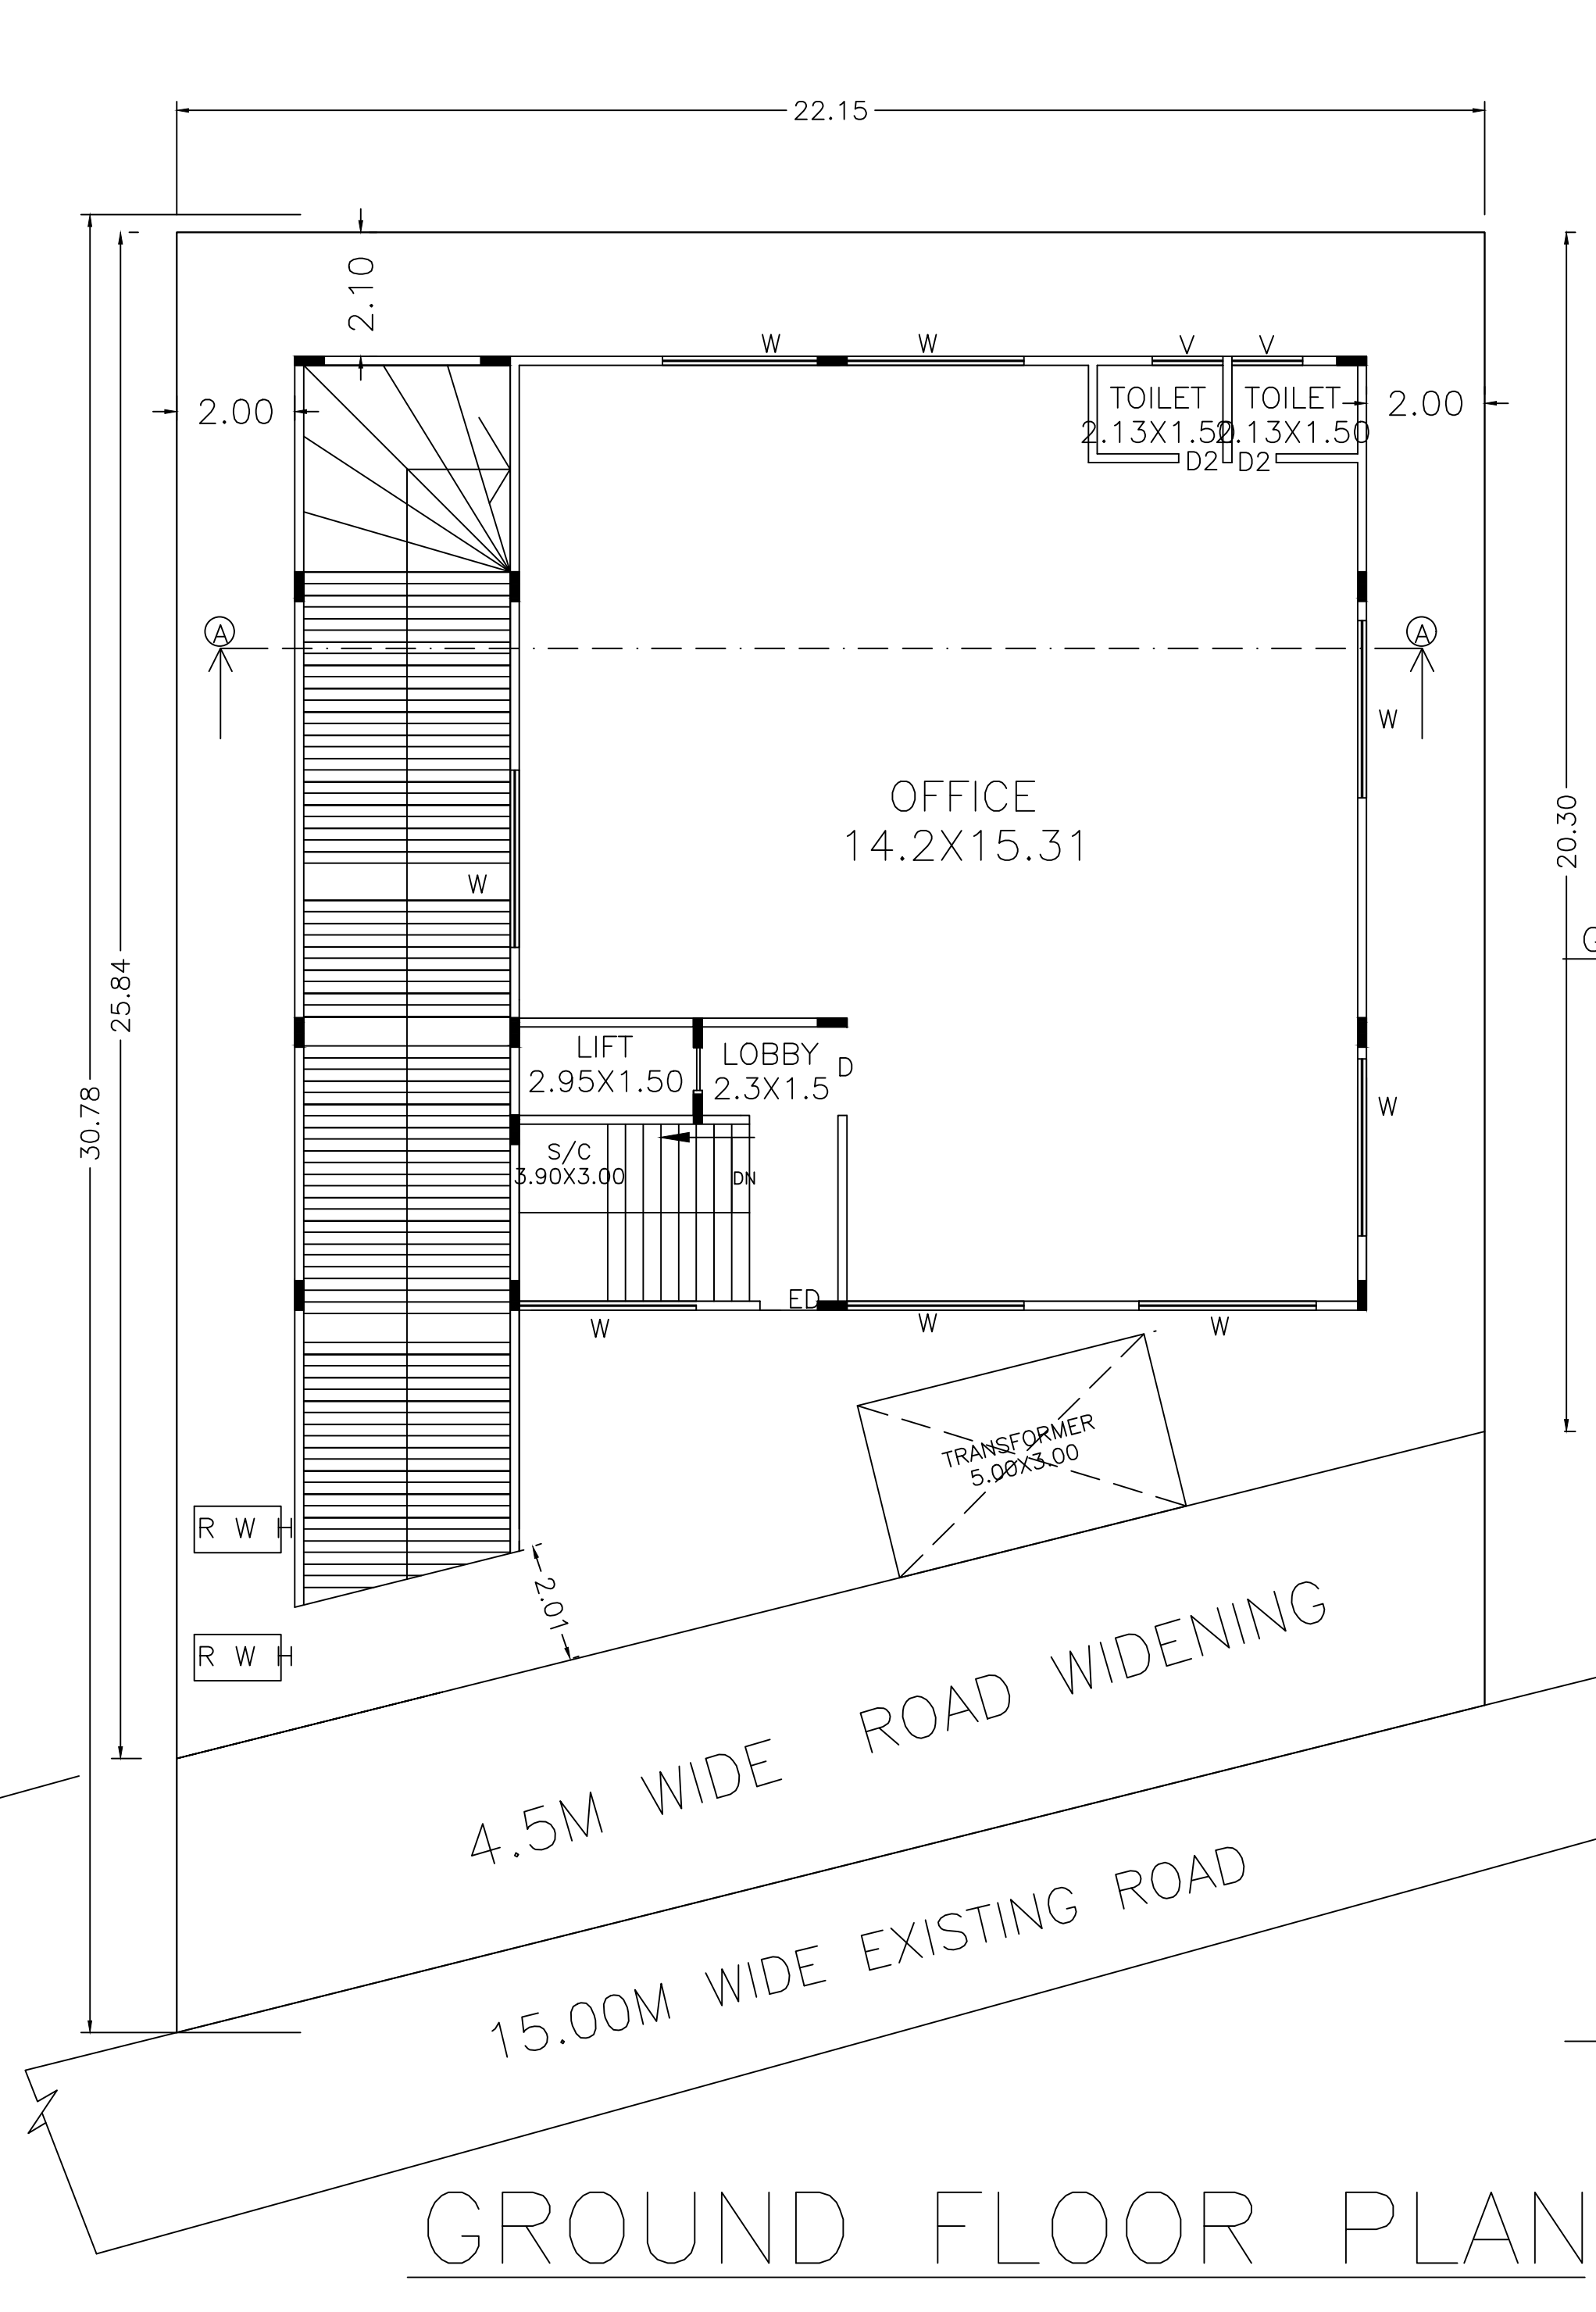 22.15
2.10
W
W
V
V
2.00
TOILET
2.13X1.50
TOILET
2.13X1.50
2.00
D2
D2
A
A
W
OFFICE
14.2X15.31
20.30
W
25.84
30.78
LIFT
2.95X1.50
LOBBY
2.3X1.5
D
W
S/C
3.90X3.00
DN
ED
W
W
W
TRANSFORMER
5.00X3.00
R W H
2.01
R W H
4.5M WIDE ROAD WIDENING
15.00M WIDE EXISTING ROAD
GROUND FLOOR PLAN